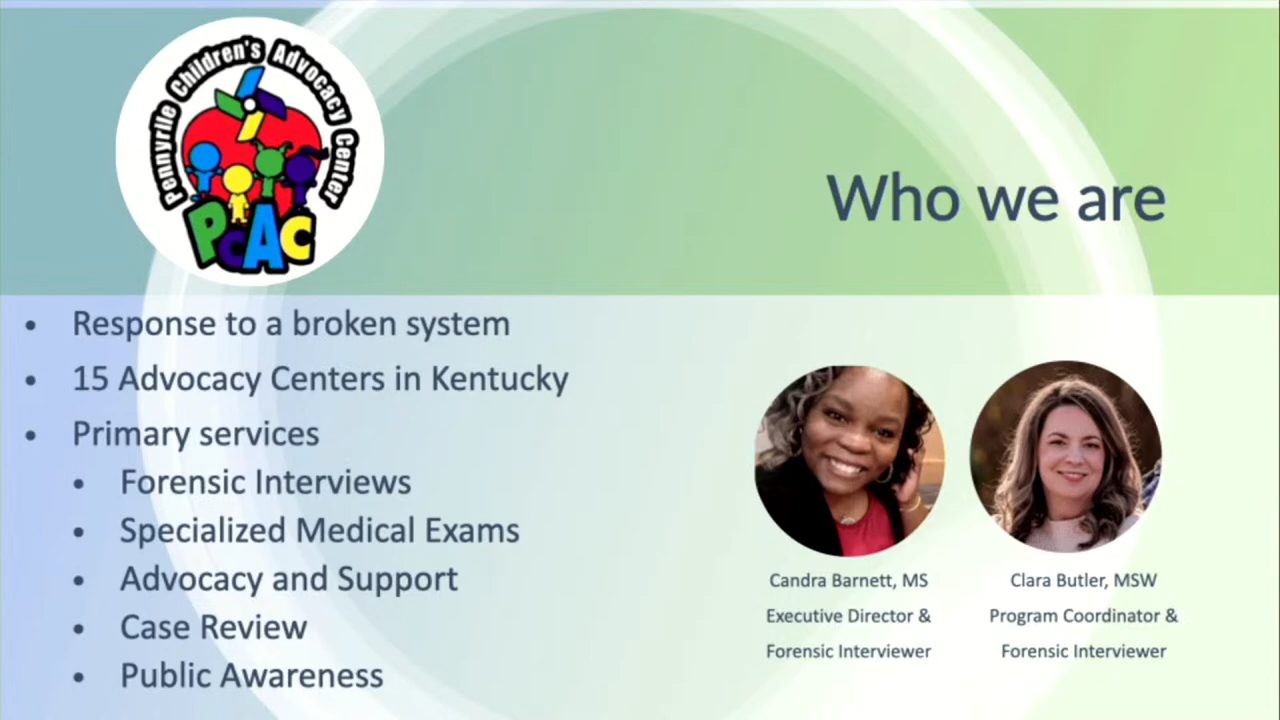 Pennyrile Children's Advocacy Center
PCAC
Who we are
• Response to a broken system
• 15 Advocacy Centers in Kentucky
• Primary services
• Forensic Interviews
• Specialized Medical Exams
• Advocacy and Support
• Case Review
• Public Awareness
Candra Barnett, MS
Executive Director &
Forensic Interviewer
Clara Butler, MSW
Program Coordinator &
Forensic Interviewer